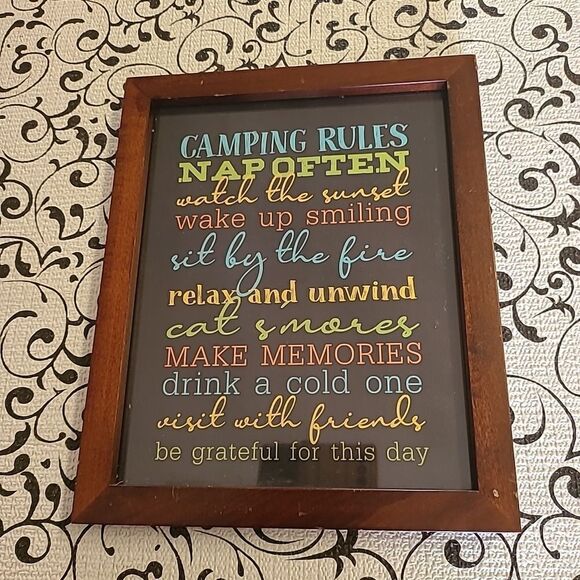 CAMPING RULES
NAP OFTEN
watch the sunset
wake up smiling
sit by the fire
relax and unwind
eat s'mores
MAKE MEMORIES
drink a cold one
visit with friends
be grateful for this day